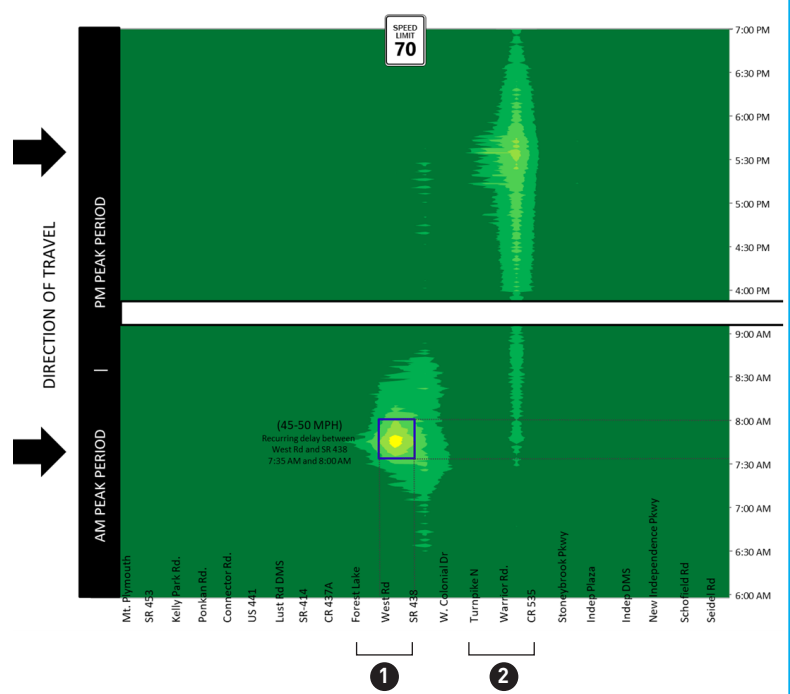 SPEED
LIMIT
70
DIRECTION OF TRAVEL
AM PEAK PERIOD | PM PEAK PERIOD
7:00 PM
6:30 PM
6:00 PM
5:30 PM
5:00 PM
4:30 PM
4:00 PM
9:00 AM
8:30 AM
8:00 AM
7:30 AM
7:00 AM
6:30 AM
6:00 AM
(45-50 MPH)
Recurring delay between
West Rd and SR 438
7:35 AM and 8:00 AM
Mt. Plymouth
SR 453
Kelly Park Rd.
Ponkan Rd.
Connector Rd.
US 441
Lust Rd DMS
SR-414
CR 437A
Forest Lake
West Rd
SR 438
W. Colonial Dr
Turnpike N
Warrior Rd.
CR 535
Stoneybrook Pkwy
Indep Plaza
Indep DMS
New Independence Pkwy
Schofield Rd
Seidel Rd
1
2